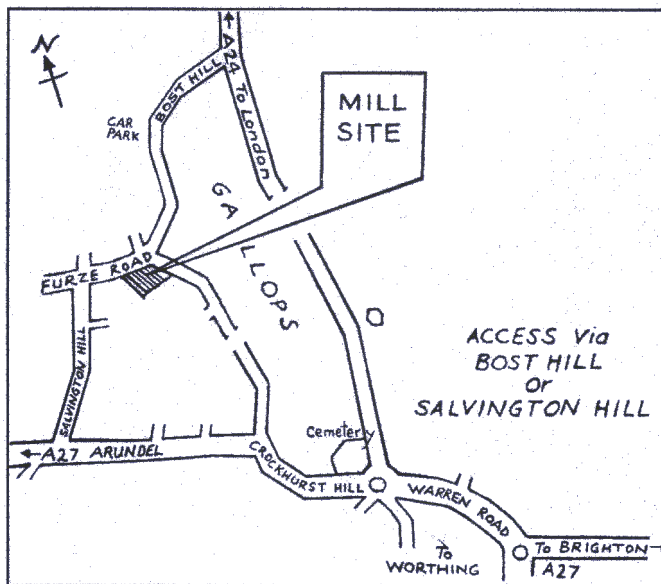 N
A24
To London
BOST HILL
CAR
PARK
MILL
SITE
GALLOPS
FURZE ROAD
SALVINGTON HILL
ACCESS Via
BOST HILL
Or
SALVINGTON HILL
Cemetery
A27 ARUNDEL
CROCKHURST HILL
WARREN ROAD
To
WORTHING
To BRIGHTON
A27